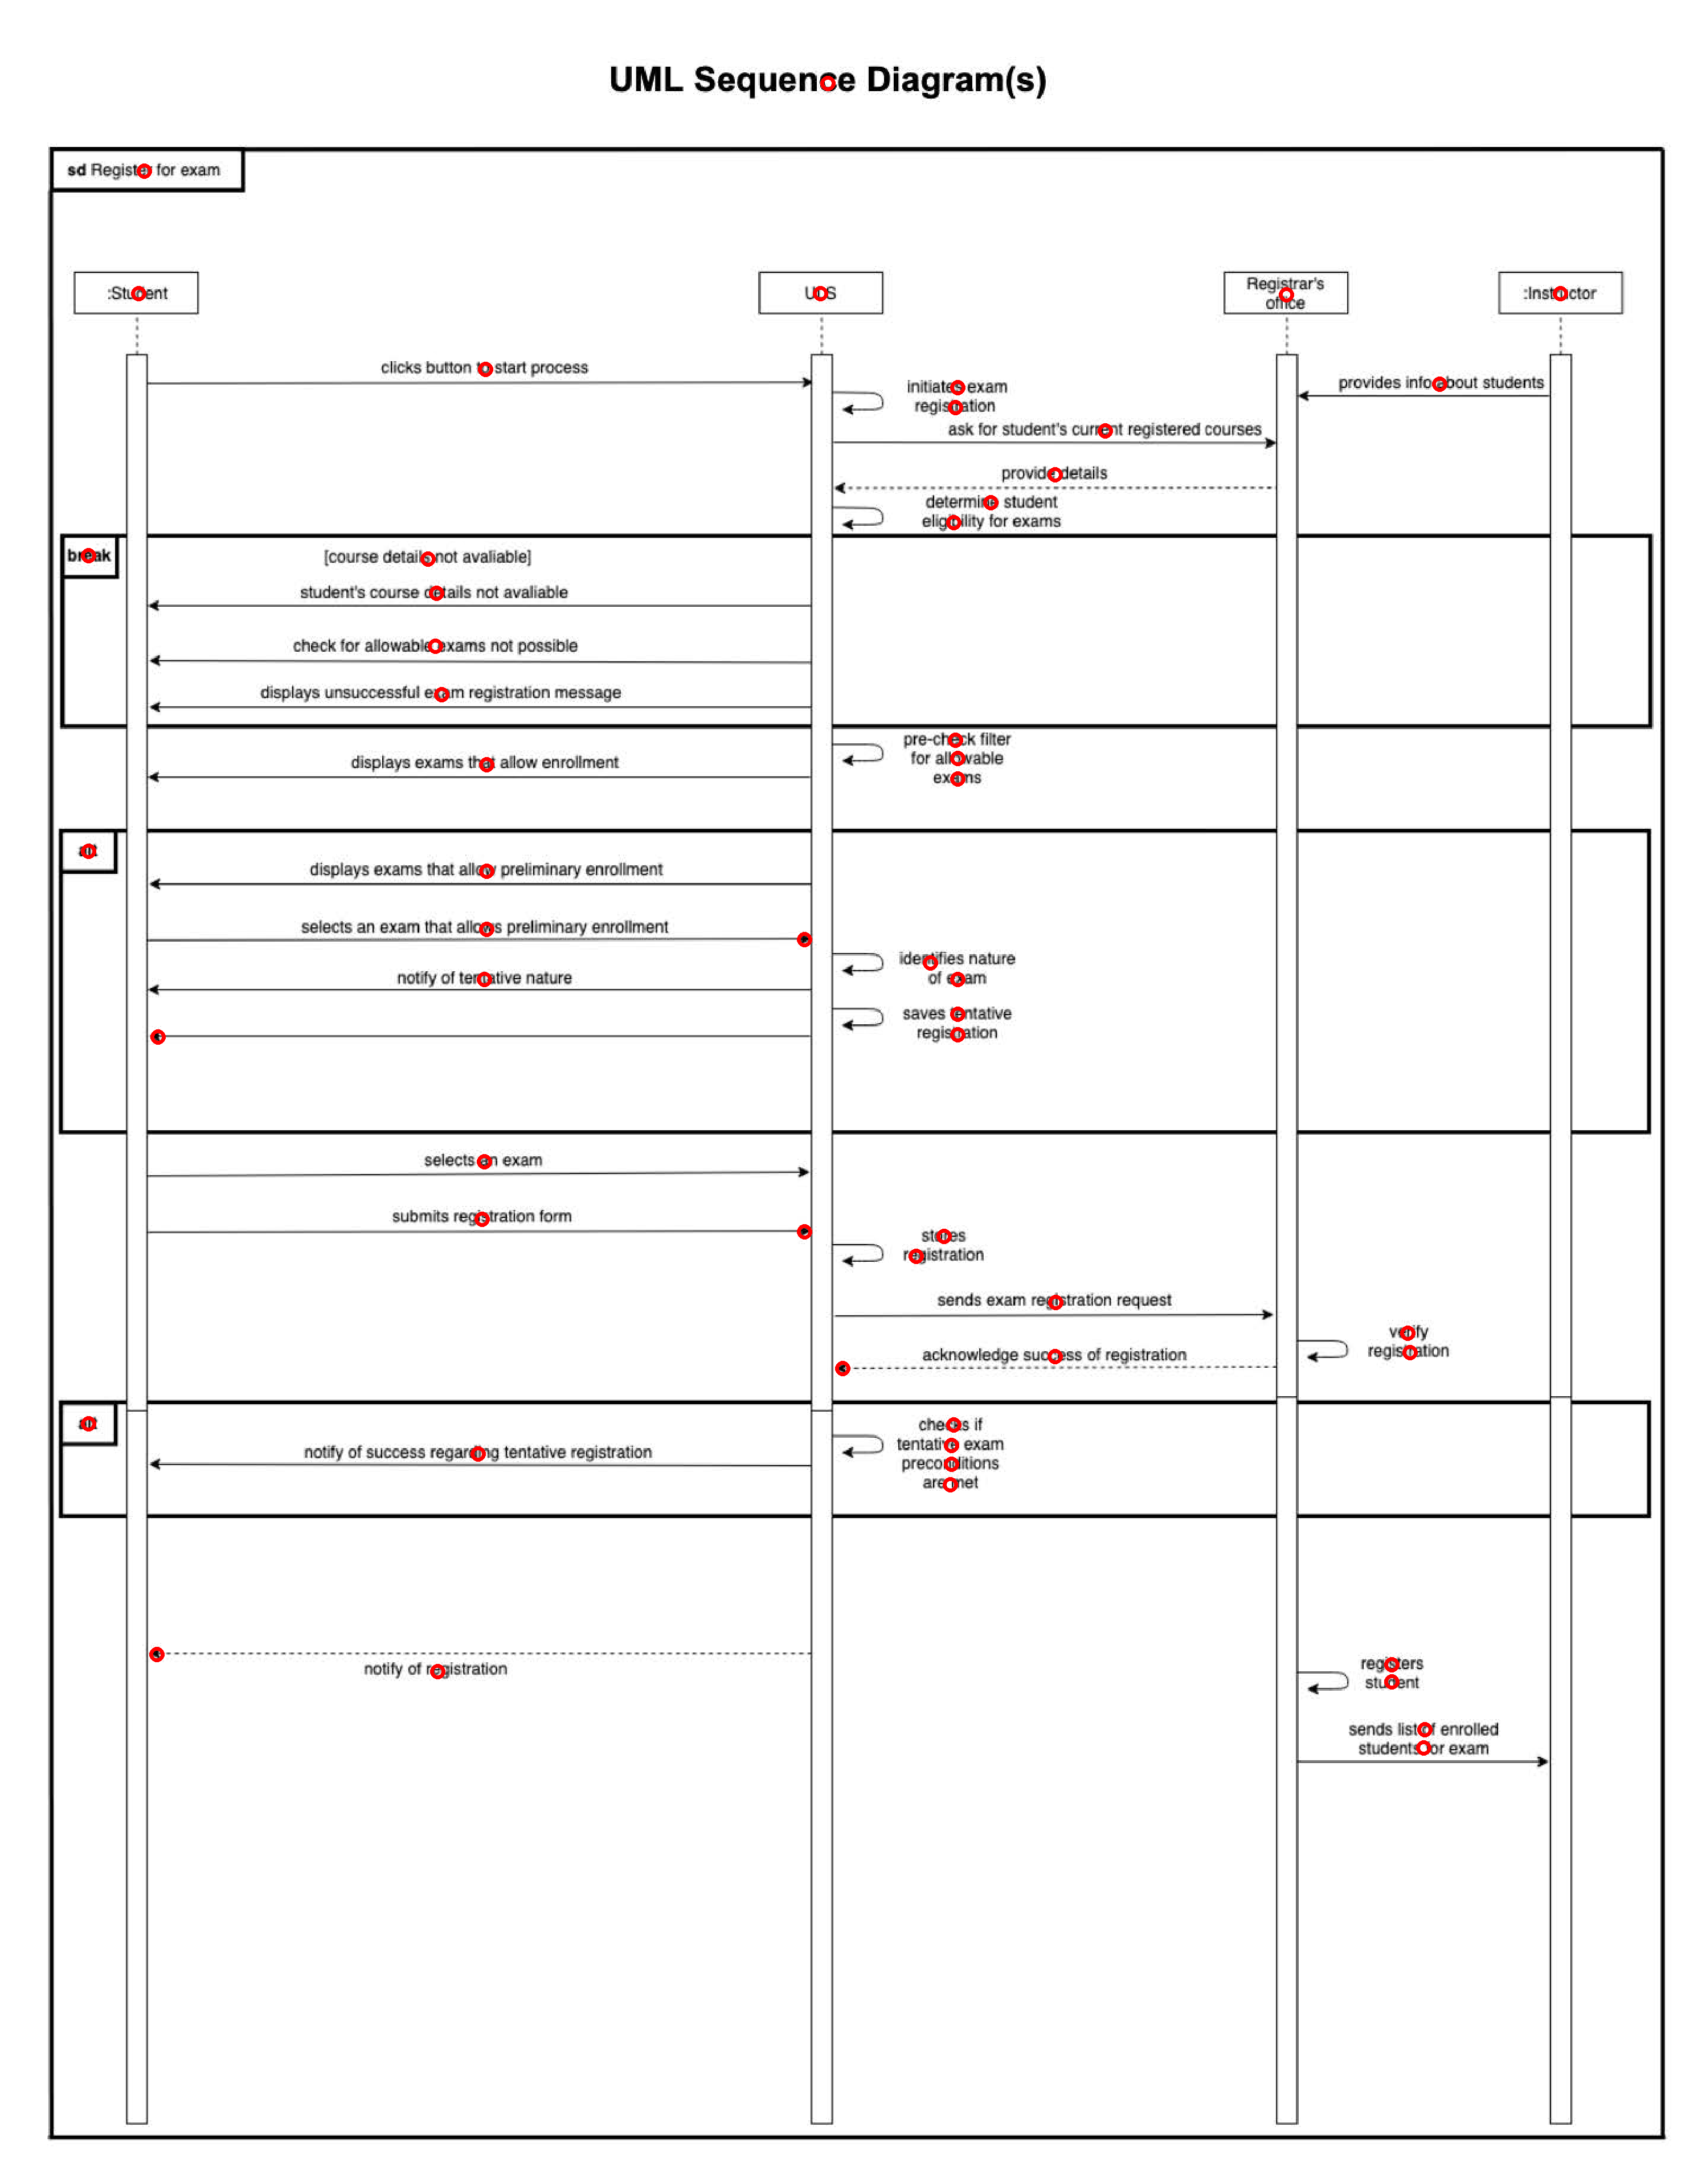 UML Sequence Diagram(s)
sd Register for exam
:Student
Registrar's
office
:Instructor
clicks button to start process
provides info about students
initiates exam
registration
ask for student's current registered courses
provide details
determine student
eligibility for exams
break
[course details not avaliable]
student's course details not avaliable
check for allowable exams not possible
displays unsuccessful exam registration message
pre-check filter
for allowable
exams
displays exams that allow enrollment
alt
displays exams that allow preliminary enrollment
selects an exam that allows preliminary enrollment
identifies nature
of exam
notify of tentative nature
saves tentative
registration
selects an exam
submits registration form
stores
registration
sends exam registration request
verify
registration
acknowledge success of registration
alt
checks if
tentative exam
preconditions
are met
notify of success regarding tentative registration
notify of registration
registers
student
sends list of enrolled
students for exam